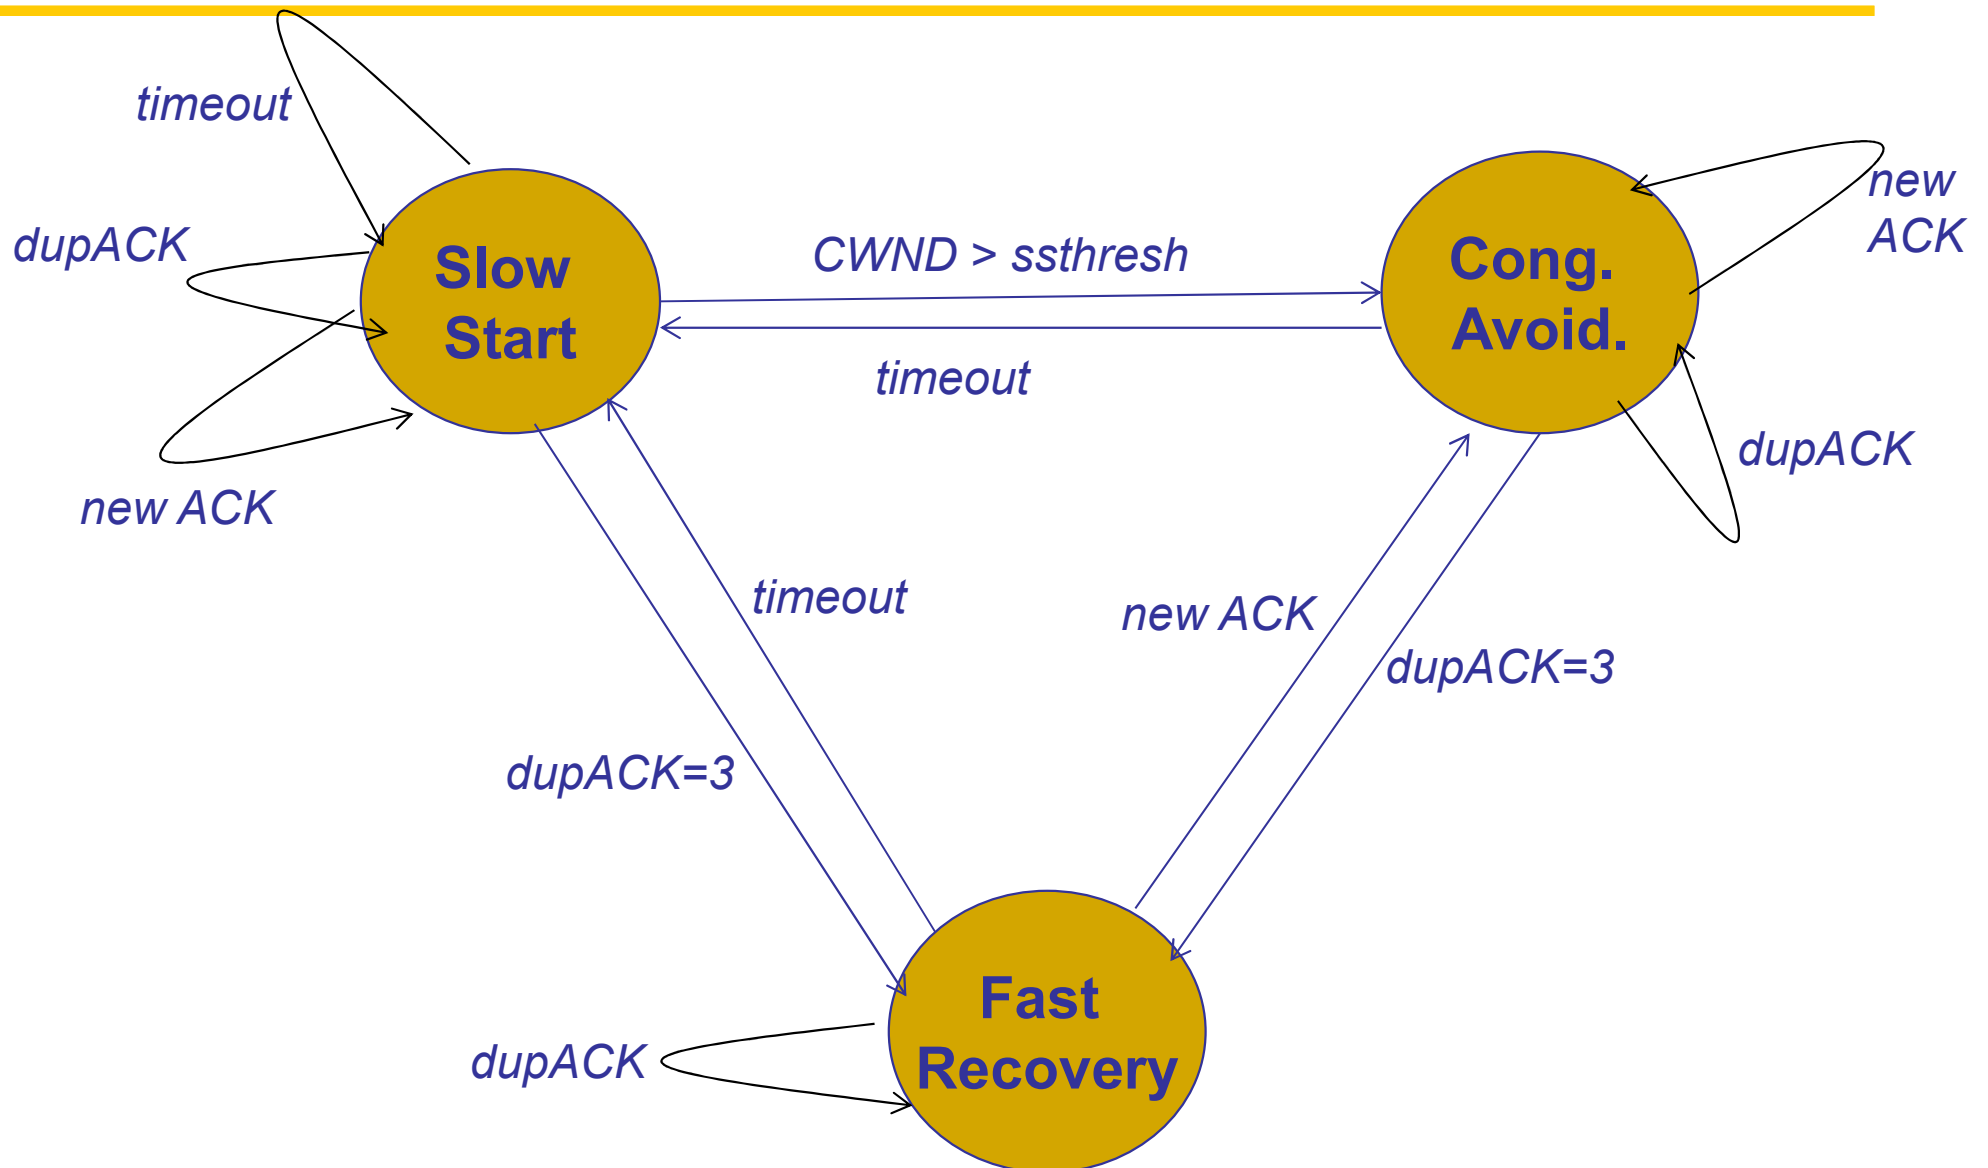 timeout
dupACK
Slow
Start
new ACK
CWND > ssthresh
timeout
Cong.
Avoid.
new
ACK
dupACK
timeout
new ACK
dupACK=3
dupACK=3
Fast
Recovery
dupACK